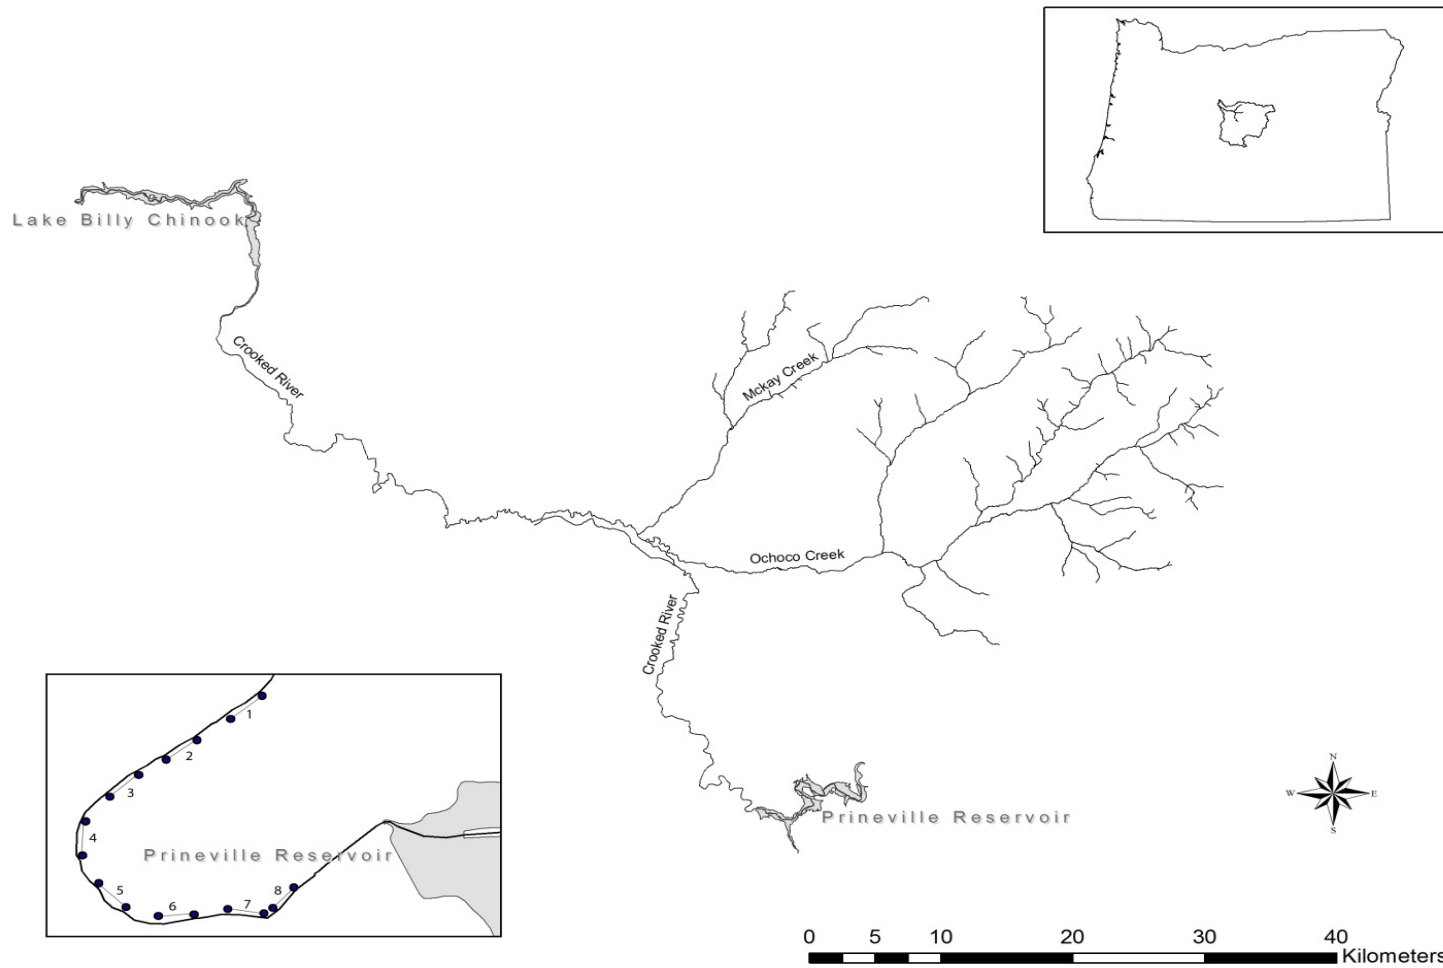 Lake Billy Chinook
Crooked River
Mckay Creek
Ochoco Creek
Crooked River
Prineville Reservoir
1
2
3
4
5
6
7
8
Prineville Reservoir
N
W
E
S
0 5 10 20 30 40
Kilometers